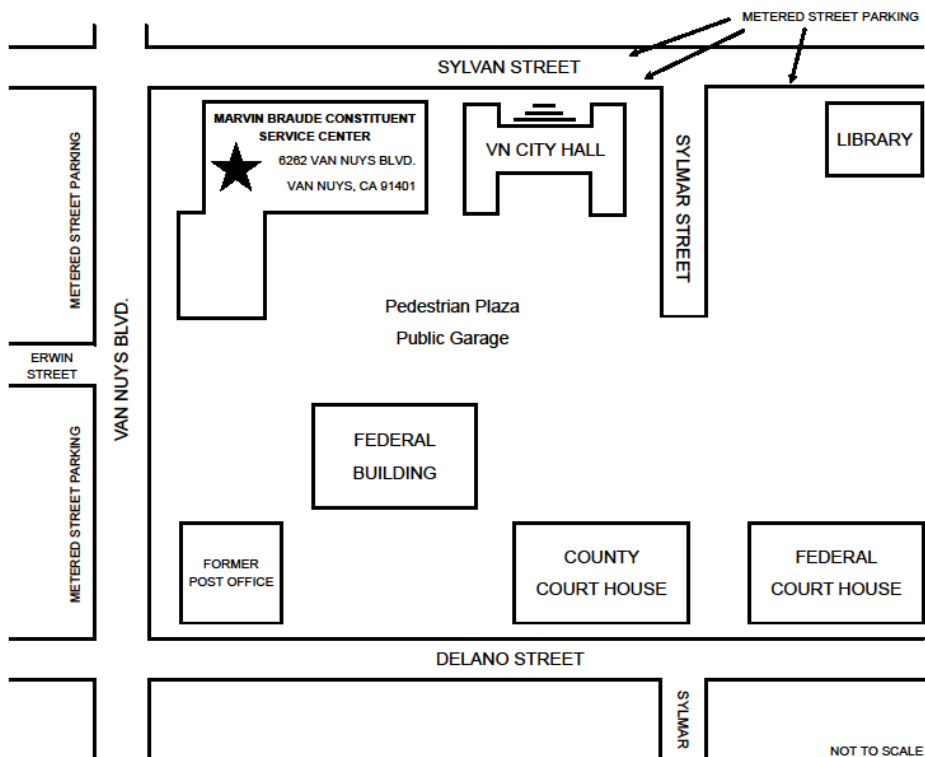 METERED STREET PARKING
SYLVAN STREET
MARVIN BRAUDE CONSTITUENT
SERVICE CENTER
6262 VAN NUYS BLVD.
VAN NUYS, CA 91401
VN CITY HALL
SYLMAR STREET
LIBRARY
METERED STREET PARKING
VAN NUYS BLVD.
Pedestrian Plaza
Public Garage
ERWIN
STREET
METERED STREET PARKING
FEDERAL
BUILDING
FORMER
POST OFFICE
COUNTY
COURT HOUSE
FEDERAL
COURT HOUSE
DELANO STREET
SYLMAR
NOT TO SCALE